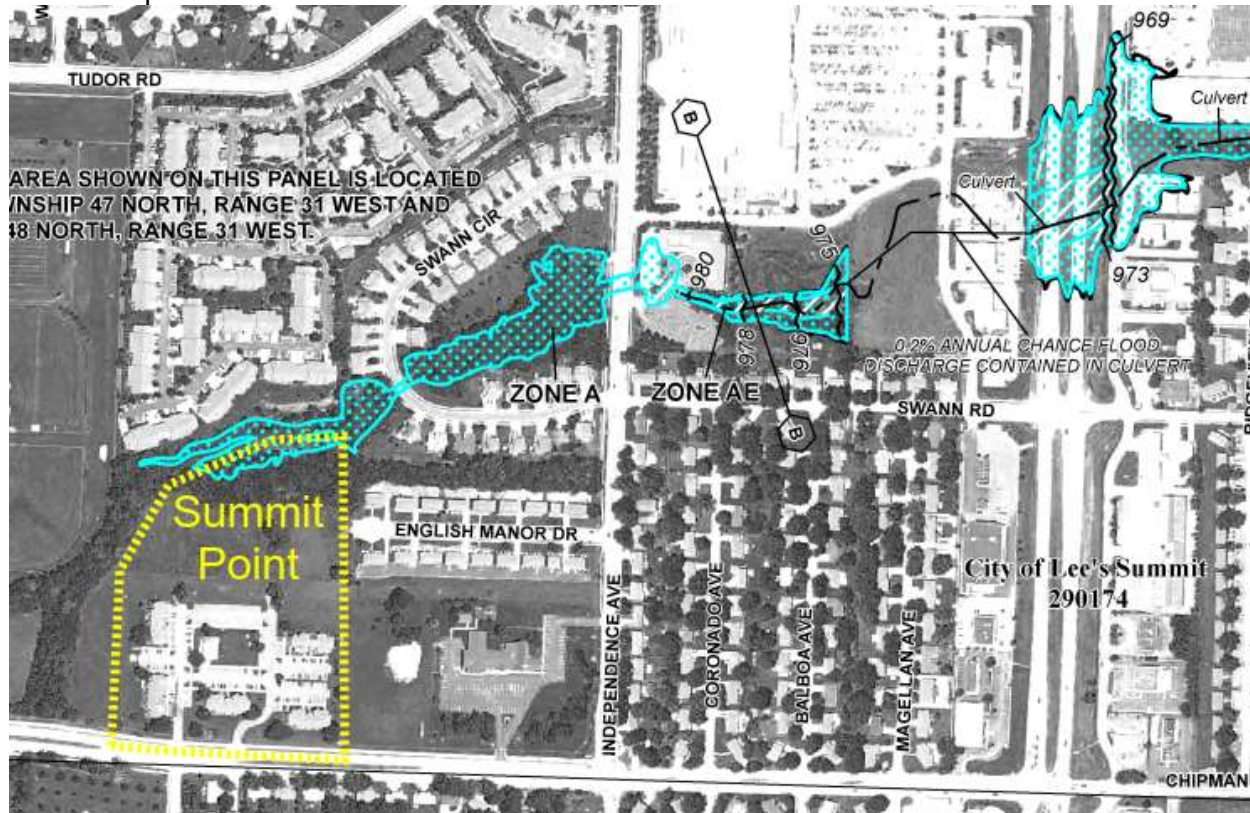 969
TUDOR RD
Culvert
B
AREA SHOWN ON THIS PANEL IS LOCATED
WNSHIP 47 NORTH, RANGE 31 WEST AND
48 NORTH, RANGE 31 WEST.
Culvert
SWANN CIR
975
980
973
978
976
0.2% ANNUAL CHANCE FLOOD
DISCHARGE CONTAINED IN CULVERT
ZONE A
ZONE AE
SWANN RD
B
Summit
Point
ENGLISH MANOR DR
City of Lee's Summit
290174
INDEPENDENCE AVE
CORONADO AVE
BALBOA AVE
MAGELLAN AVE
CHIPMAN